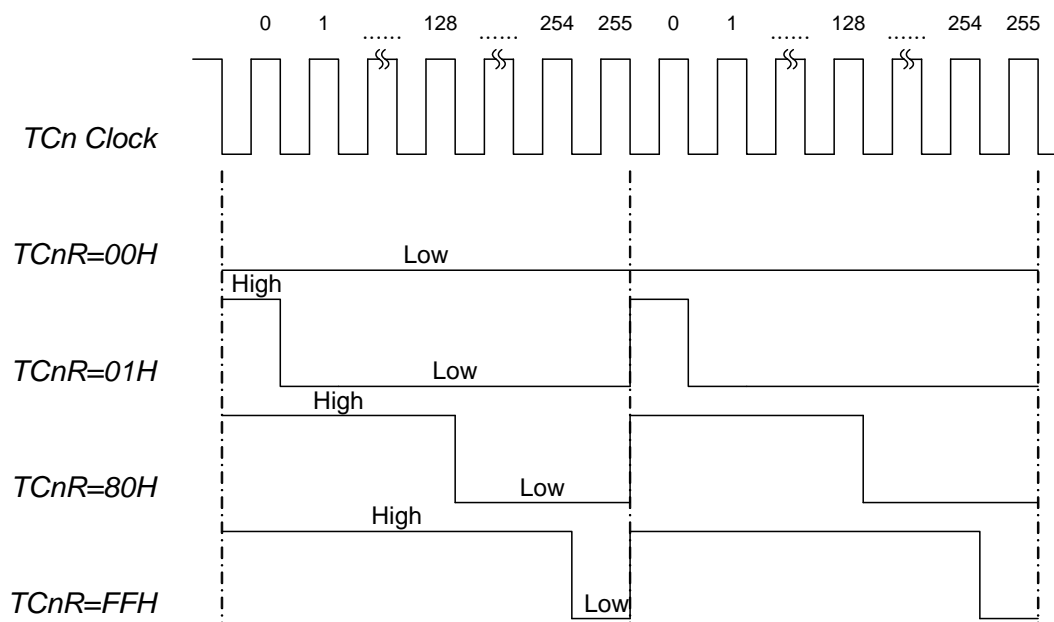 0 1 ...... 128 ...... 254 255 0 1 ...... 128 ...... 254 255
TCn Clock
TCnR=00H
Low
High
TCnR=01H
Low
High
TCnR=80H
Low
High
TCnR=FFH
Low